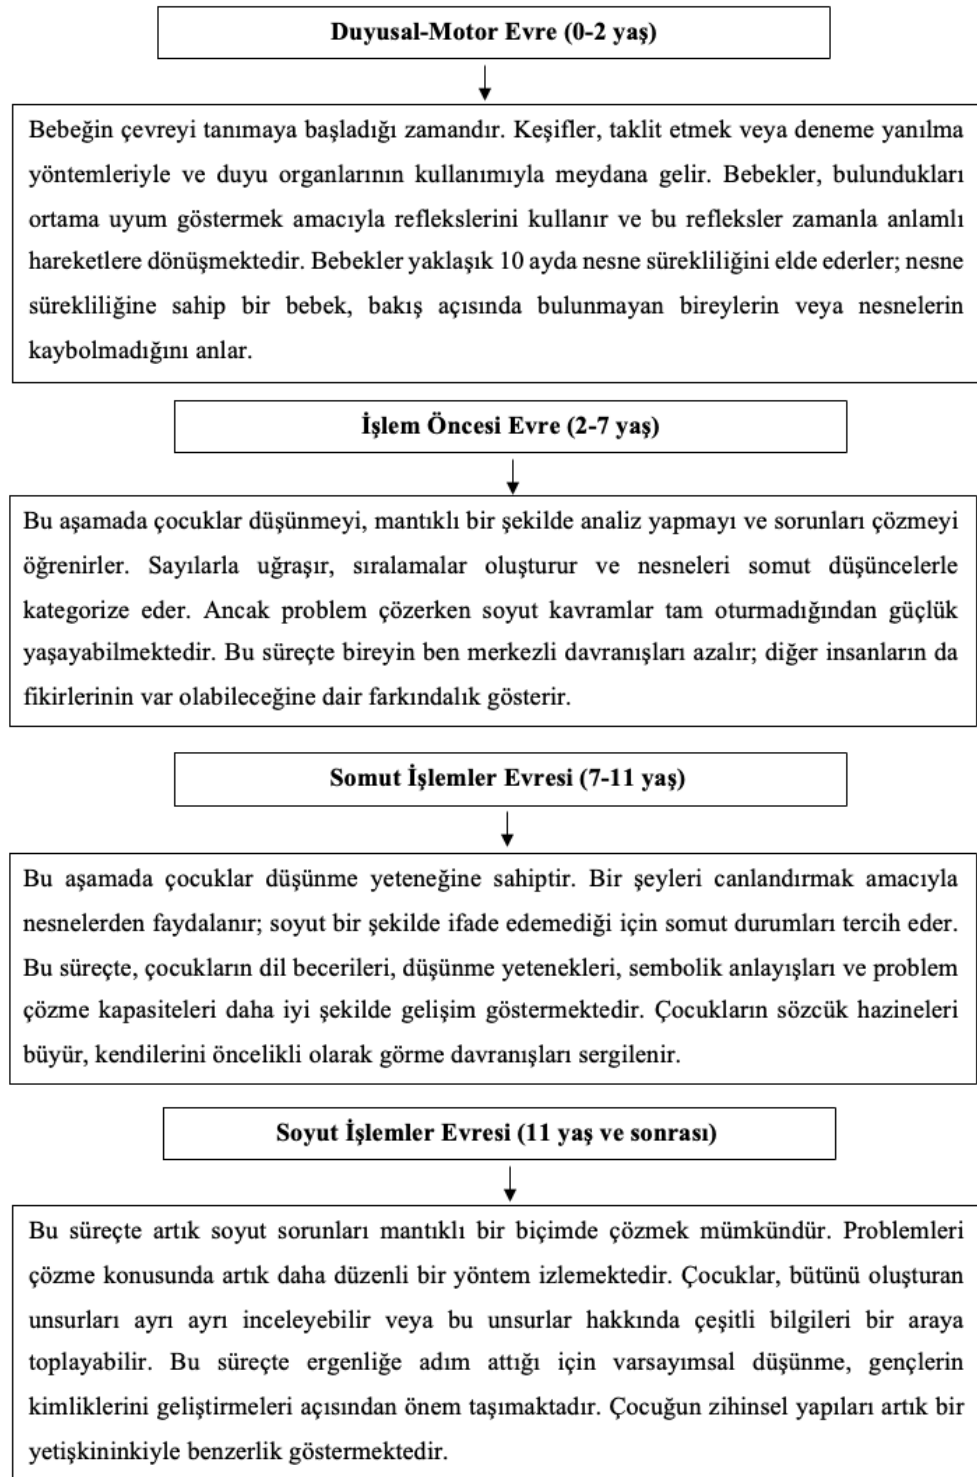 Duyusal-Motor Evre (0-2 yaş)
Bebeğin çevreyi tanımaya başladığı zamandır. Keşifler, taklit etmek veya deneme yanılma
yöntemleriyle ve duyu organlarının kullanımıyla meydana gelir. Bebekler, bulundukları
ortama uyum göstermek amacıyla reflekslerini kullanır ve bu refleksler zamanla anlamlı
hareketlere dönüşmektedir. Bebekler yaklaşık 10 ayda nesne sürekliliğini elde ederler; nesne
sürekliliğine sahip bir bebek, bakış açısında bulunmayan bireylerin veya nesnelerin
kaybolmadığını anlar.
İşlem Öncesi Evre (2-7 yaş)
Bu aşamada çocuklar düşünmeyi, mantıklı bir şekilde analiz yapmayı ve sorunları çözmeyi
öğrenirler. Sayılarla uğraşır, sıralamalar oluşturur ve nesneleri somut düşüncelerle
kategorize eder. Ancak problem çözerken soyut kavramlar tam oturmadığından güçlük
yaşayabilmektedir. Bu süreçte bireyin ben merkezli davranışları azalır; diğer insanların da
fikirlerinin var olabileceğine dair farkındalık gösterir.
Somut İşlemler Evresi (7-11 yaş)
Bu aşamada çocuklar düşünme yeteneğine sahiptir. Bir şeyleri canlandırmak amacıyla
nesnelerden faydalanır; soyut bir şekilde ifade edemediği için somut durumları tercih eder.
Bu süreçte, çocukların dil becerileri, düşünme yetenekleri, sembolik anlayışları ve problem
çözme kapasiteleri daha iyi şekilde gelişim göstermektedir. Çocukların sözcük hazineleri
büyür, kendilerini öncelikli olarak görme davranışları sergilenir.
Soyut İşlemler Evresi (11 yaş ve sonrası)
Bu süreçte artık soyut sorunları mantıklı bir biçimde çözmek mümkündür. Problemleri
çözme konusunda artık daha düzenli bir yöntem izlemektedir. Çocuklar, bütünü oluşturan
unsurları ayrı ayrı inceleyebilir veya bu unsurlar hakkında çeşitli bilgileri bir araya
toplayabilir. Bu süreçte ergenliğe adım attığı için varsayımsal düşünme, gençlerin
kimliklerini geliştirmeleri açısından önem taşımaktadır. Çocuğun zihinsel yapıları artık bir
yetişkininkiyle benzerlik göstermektedir.